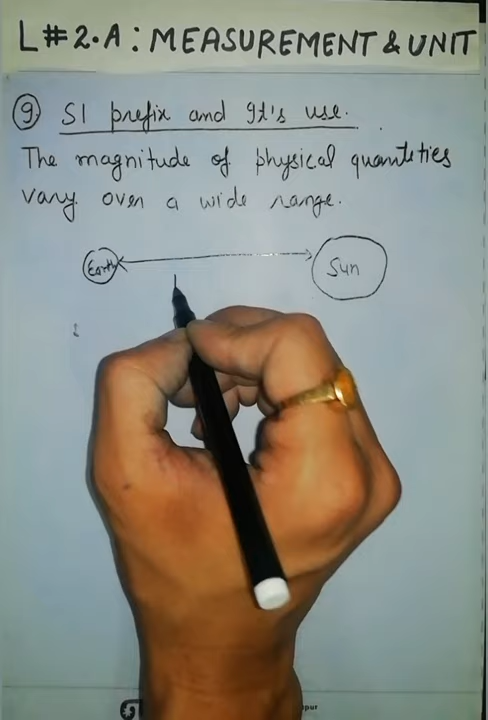 L# 2.A: MEASUREMENT & UNIT
9 SI prefix and It's use.
The magnitude of physical quantities
vary over a wide range.
Earth Sun